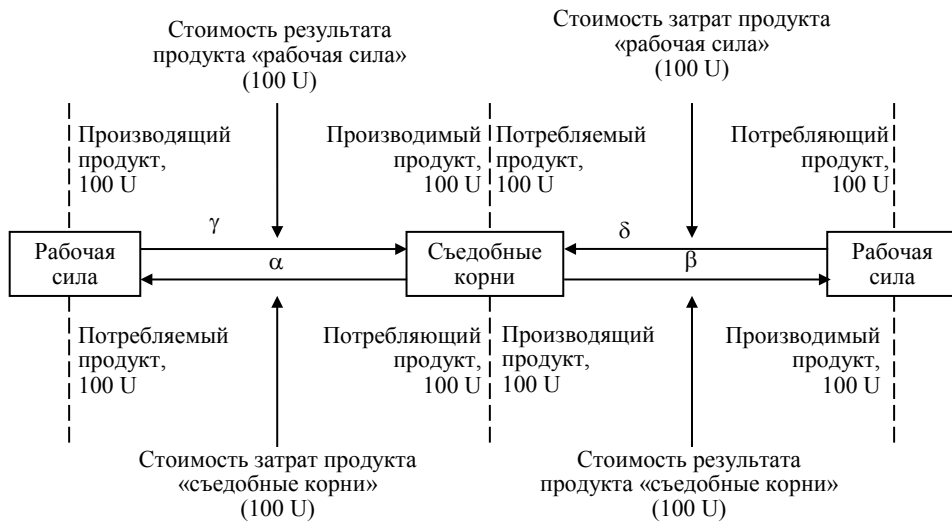 Стоимость результата
продукта «рабочая сила»
(100 U)
Стоимость затрат продукта
«рабочая сила»
(100 U)
Производящий
продукт,
100 U
Производимый
продукт,
100 U
Потребляемый
продукт,
100 U
Потребляющий
продукт,
100 U
γ
δ
Рабочая
сила
α
Съедобные
корни
β
Рабочая
сила
Потребляемый
продукт,
100 U
Потребляющий
продукт,
100 U
Производящий
продукт,
100 U
Производимый
продукт,
100 U
Стоимость затрат продукта
«съедобные корни»
(100 U)
Стоимость результата
продукта «съедобные корни»
(100 U)